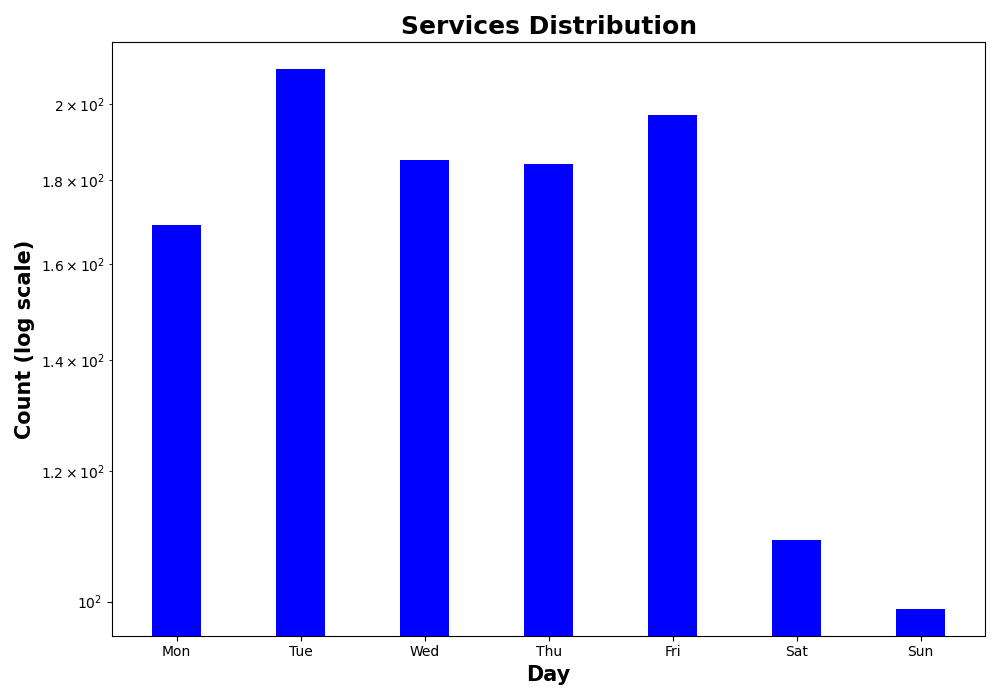 Services Distribution
Count (log scale)
2 × 10²
1.8 × 10²
1.6 × 10²
1.4 × 10²
1.2 × 10²
10²
Mon Tue Wed Thu Fri Sat Sun
Day